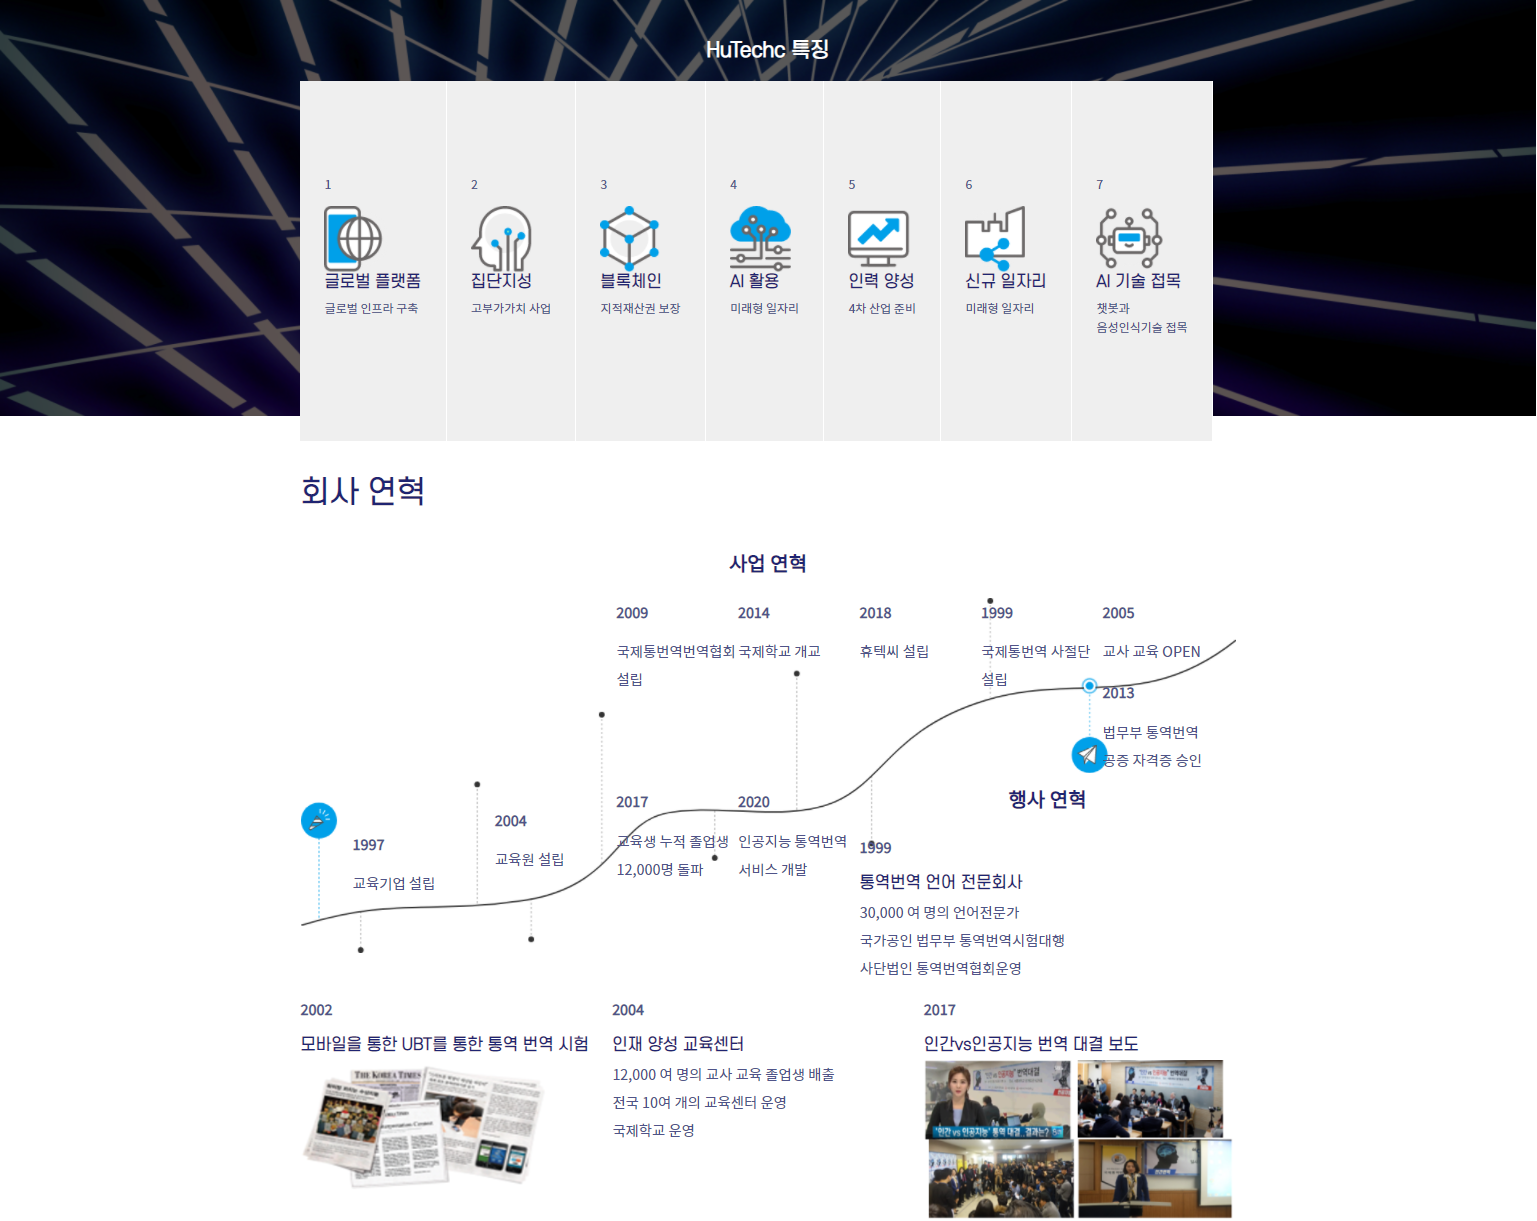 HuTechc 특징
1
글로벌 플랫폼
글로벌 인프라 구축
2
집단지성
고부가가치 사업
3
블록체인
지적재산권 보장
4
AI 활용
미래형 일자리
5
인력 양성
4차 산업 준비
6
신규 일자리
미래형 일자리
7
AI 기술 접목
챗봇과
음성인식기술 접목
회사 연혁
사업 연혁
1997
교육기업 설립
2004
교육원 설립
2009
국제통번역번역협회
설립
2017
교육생 누적 졸업생
12,000명 돌파
2014
국제학교 개교
2020
인공지능 통역번역
서비스 개발
2018
휴텍씨 설립
1999
국제통번역 사절단
설립
2005
교사 교육 OPEN
2013
법무부 통역번역
공증 자격증 승인
행사 연혁
1999
통역번역 언어 전문회사
30,000 여 명의 언어전문가
국가공인 법무부 통역번역시험대행
사단법인 통역번역협회운영
2002
모바일을 통한 UBT를 통한 통역 번역 시험
THE KOREA TIMES
2004
인재 양성 교육센터
12,000 여 명의 교사 교육 졸업생 배출
전국 10여 개의 교육센터 운영
국제학교 운영
2017
인간vs인공지능 번역 대결 보도
'인간 vs 인공지능' 통역 대결...결과는?